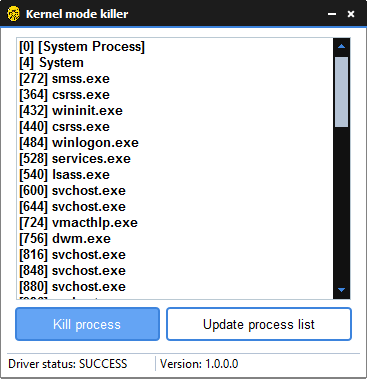 Kernel mode killer
[0] [System Process]
[4] System
[272] smss.exe
[364] csrss.exe
[432] wininit.exe
[440] csrss.exe
[484] winlogon.exe
[528] services.exe
[540] lsass.exe
[600] svchost.exe
[644] svchost.exe
[724] vmacthlp.exe
[756] dwm.exe
[816] svchost.exe
[848] svchost.exe
[880] svchost.exe
Kill process
Update process list
Driver status: SUCCESS
Version: 1.0.0.0